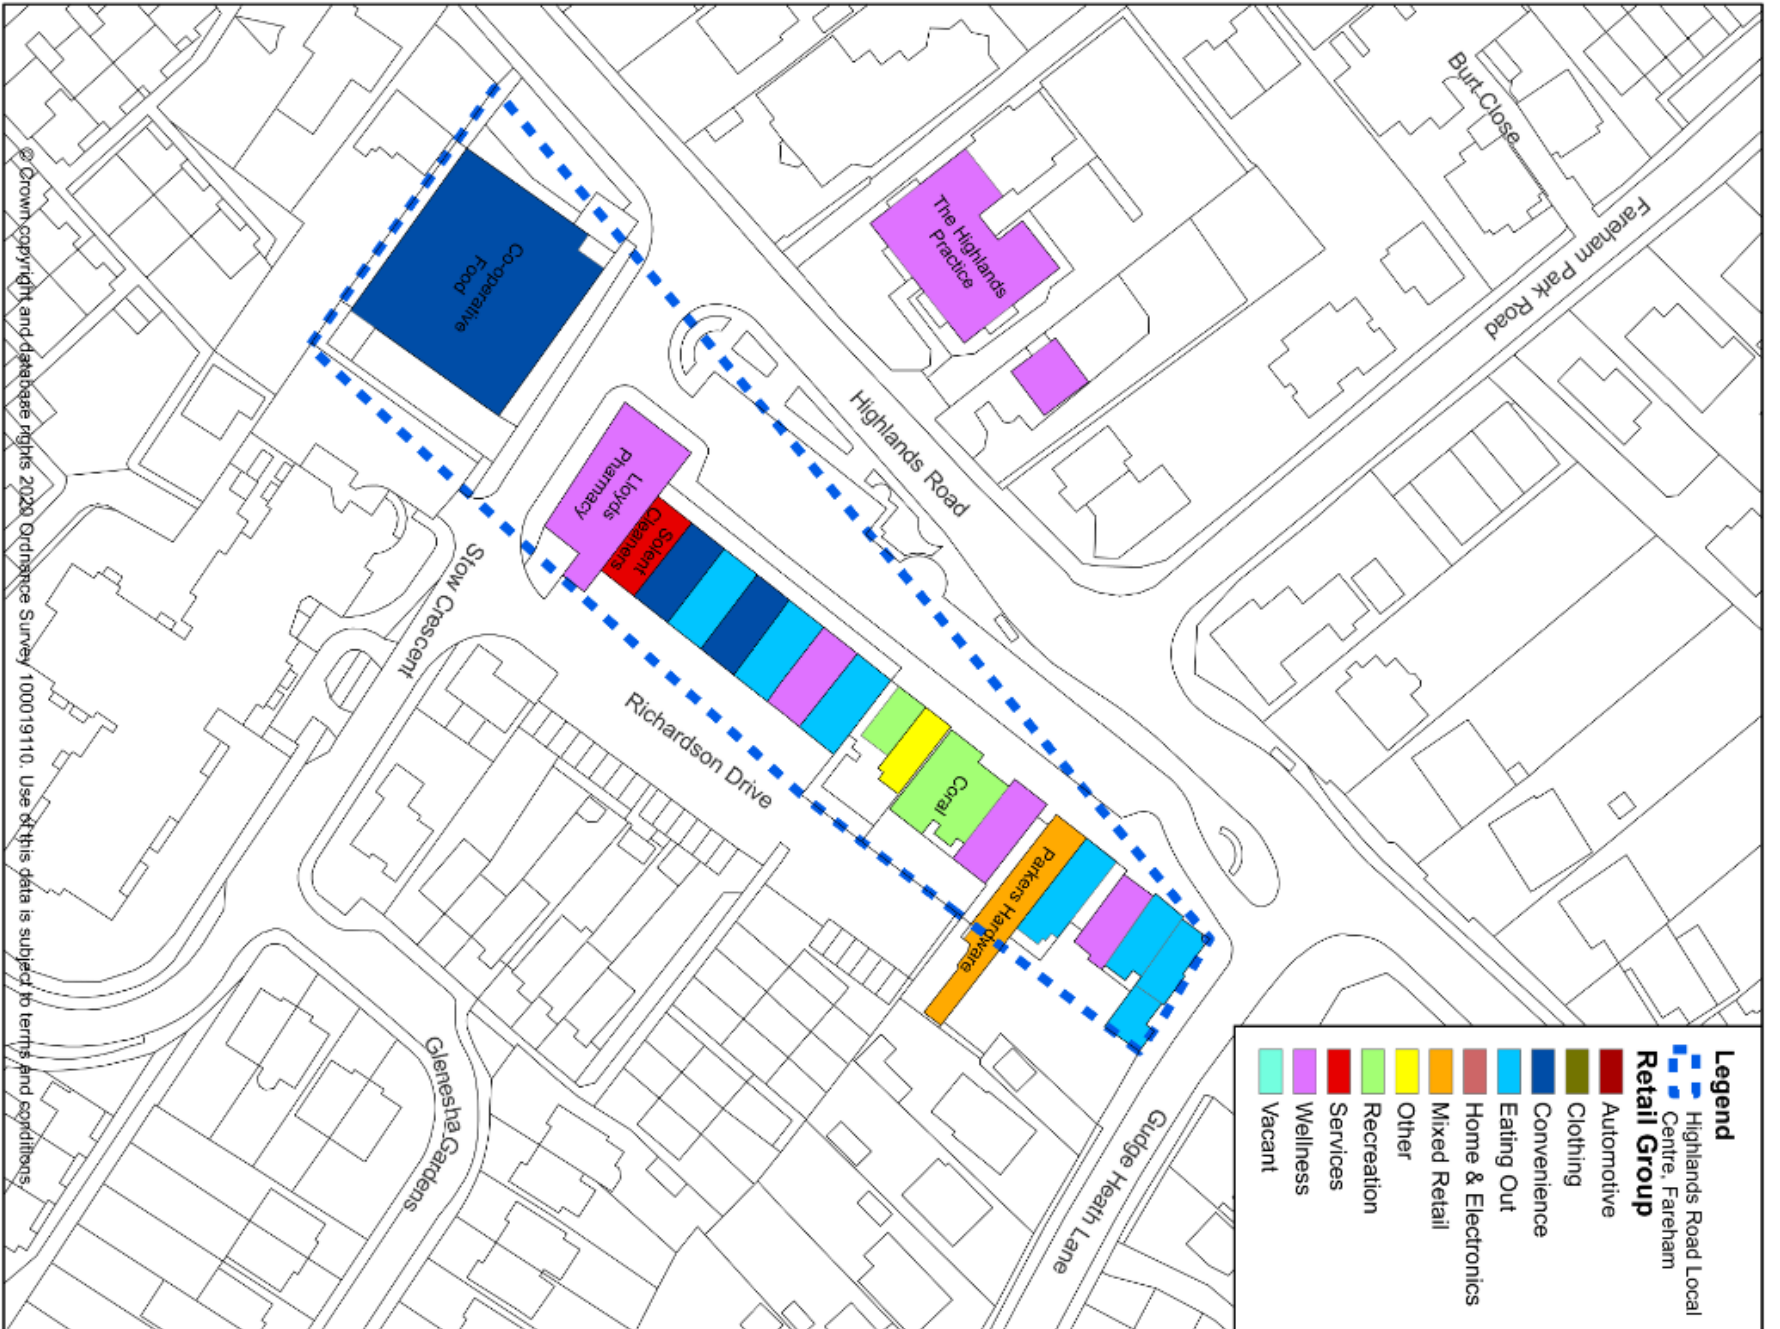 Burt Close
Fareham Park Road
The Highlands
Practice
Highlands Road
Co-operative
Food
Lloyds
Pharmacy
Solent
Cleaners
Stow Crescent
Richardson Drive
Coral
Parkers Hardware
Glenesha Gardens
Gudge Heath Lane
Legend
Highlands Road Local
Centre, Fareham
Retail Group
Automotive
Clothing
Convenience
Eating Out
Home & Electronics
Mixed Retail
Other
Recreation
Services
Wellness
Vacant
© Crown copyright and database rights 2020 Ordnance Survey 100019110. Use of this data is subject to terms and conditions